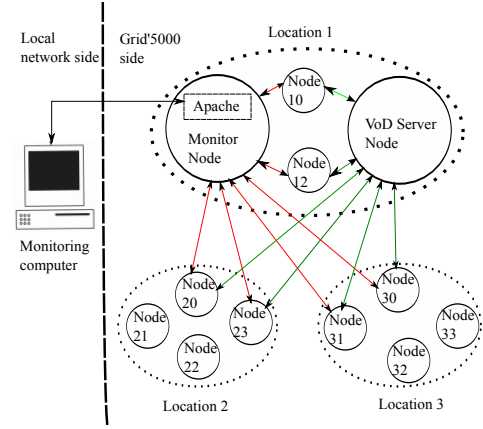 Local
network side
Grid'5000
side
Location 1
Node
10
Apache
Monitor
Node
VoD Server
Node
Node
12
Monitoring
computer
Node
20
Node
21
Node
22
Node
23
Node
30
Node
31
Node
32
Node
33
Location 2
Location 3